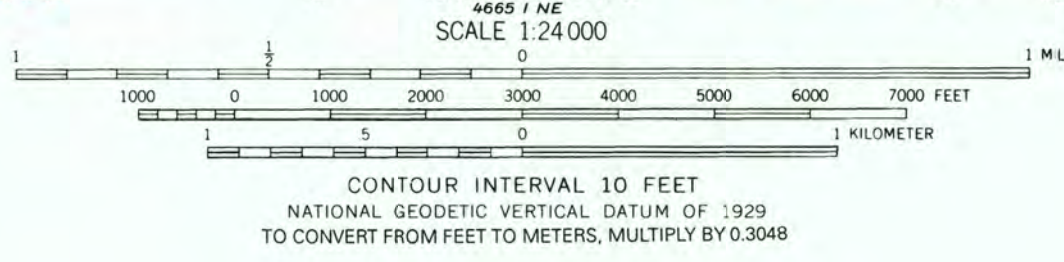 4665 I NE
SCALE 1:24 000
1 1/2 0 1 MIL
1000 0 1000 2000 3000 4000 5000 6000 7000 FEET
1 .5 0 1 KILOMETER
CONTOUR INTERVAL 10 FEET
NATIONAL GEODETIC VERTICAL DATUM OF 1929
TO CONVERT FROM FEET TO METERS, MULTIPLY BY 0.3048